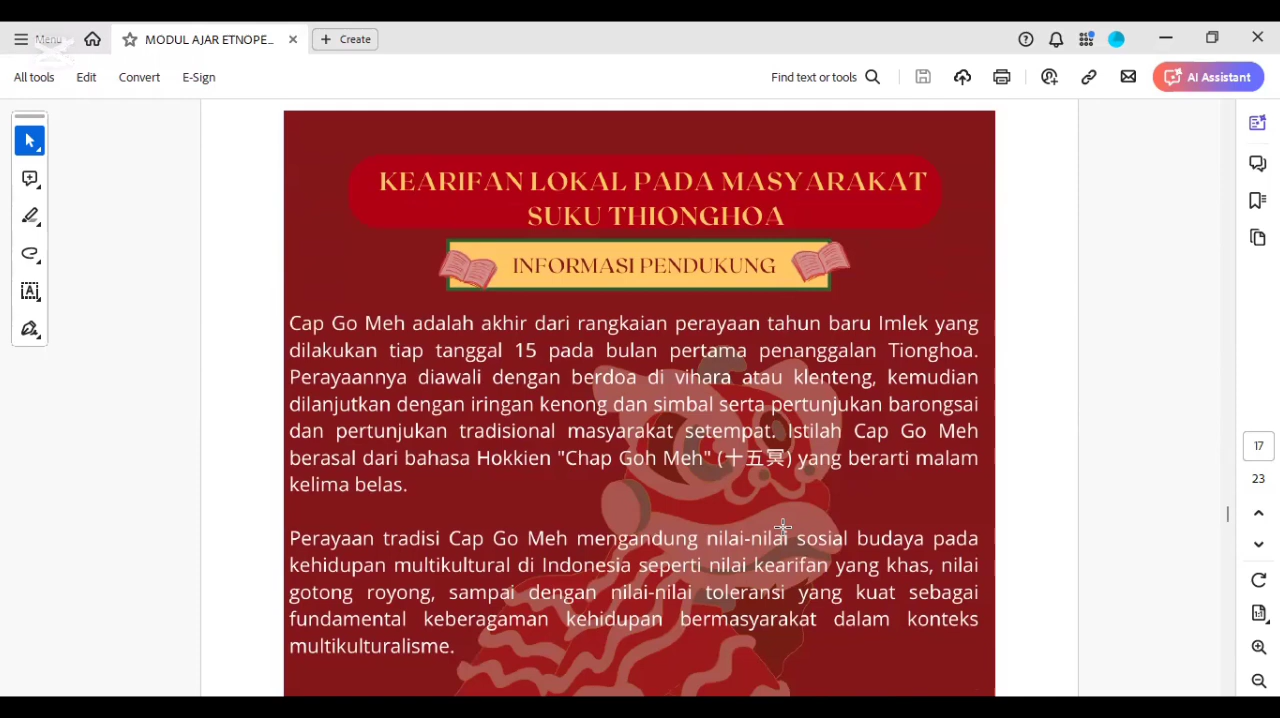 Menu
MODUL AJAR ETNOPE...
Create
All tools
Edit
Convert
E-Sign
Find text or tools
AI Assistant
KEARIFAN LOKAL PADA MASYARAKAT
SUKU THIONGHOA
INFORMASI PENDUKUNG
Cap Go Meh adalah akhir dari rangkaian perayaan tahun baru Imlek yang
dilakukan tiap tanggal 15 pada bulan pertama penanggalan Tionghoa.
Perayaannya diawali dengan berdoa di vihara atau klenteng, kemudian
dilanjutkan dengan iringan kenong dan simbal serta pertunjukan barongsai
dan pertunjukan tradisional masyarakat setempat. Istilah Cap Go Meh
berasal dari bahasa Hokkien "Chap Goh Meh" (十五冥) yang berarti malam
kelima belas.
Perayaan tradisi Cap Go Meh mengandung nilai-nilai sosial budaya pada
kehidupan multikultural di Indonesia seperti nilai kearifan yang khas, nilai
gotong royong, sampai dengan nilai-nilai toleransi yang kuat sebagai
fundamental keberagaman kehidupan bermasyarakat dalam konteks
multikulturalisme.
17
23